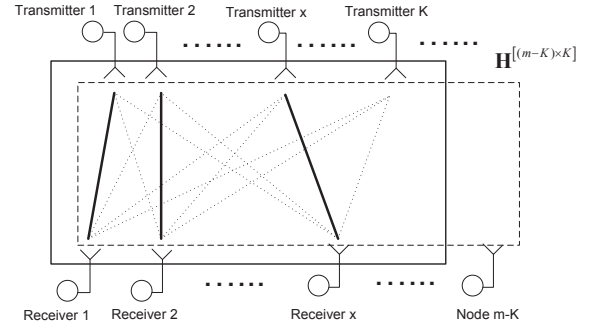 Transmitter 1 Transmitter 2 Transmitter x Transmitter K
H[(m-K)×K]
Receiver 1 Receiver 2 Receiver x Node m-K